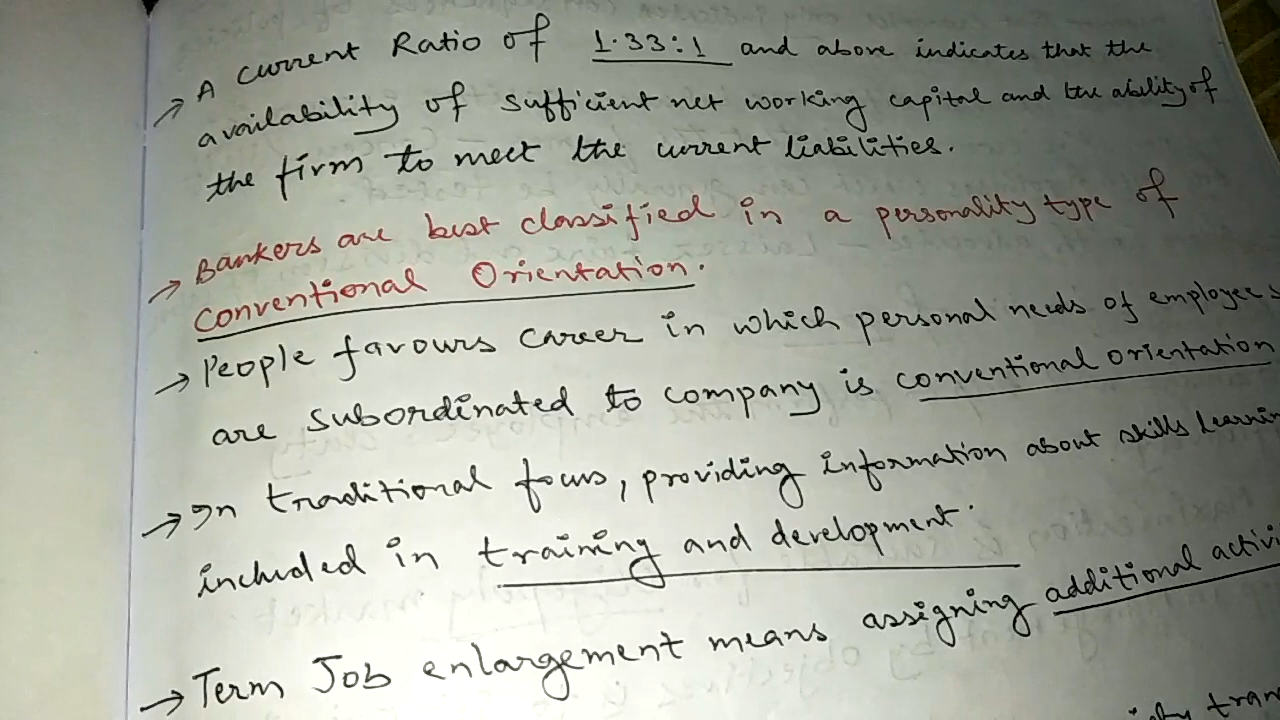 → A current Ratio of 1.33:1 and above indicates that the
availability of sufficient net working capital and the ability of
the firm to meet the current liabilities.
→ Bankers are best classified in a personality type of
conventional Orientation.
→ People favours career in which personal needs of employees
are subordinated to company is conventional orientation
→ In traditional focus, providing information about skills learnin
included in training and development.
→ Term Job enlargement means assigning additional activi